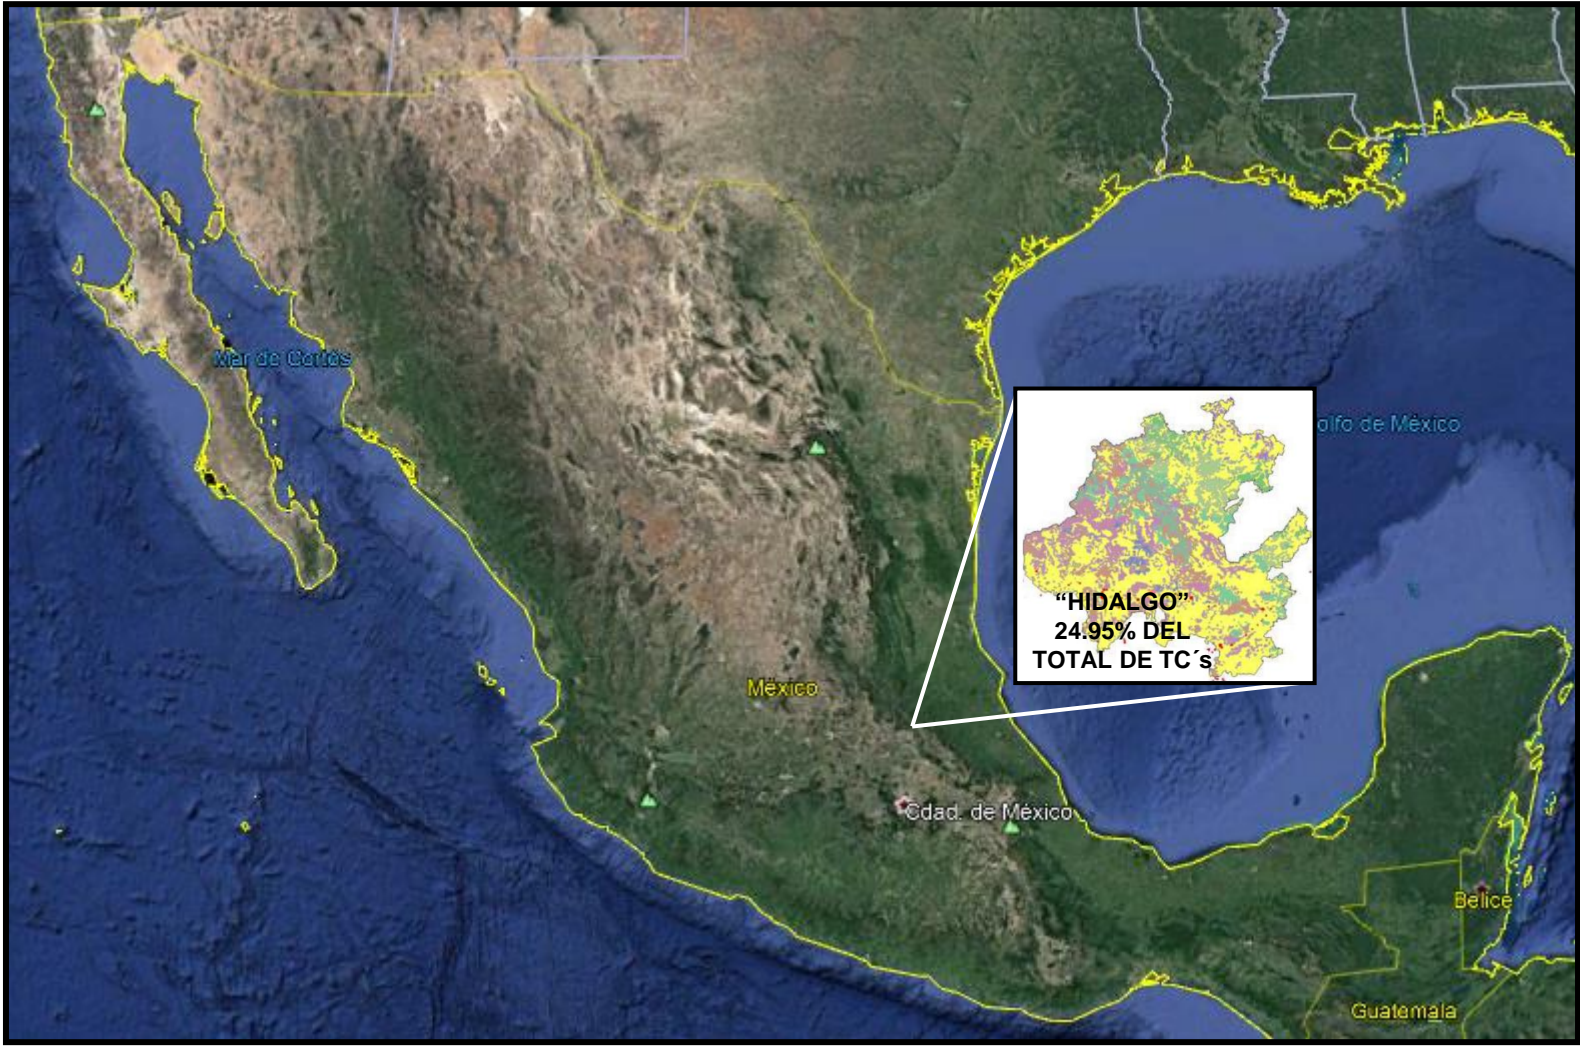 Mar de Cortés
olfo de México
“HIDALGO”
24.95% DEL
TOTAL DE TC´s
México
Cdad. de México
Belice
Guatemala